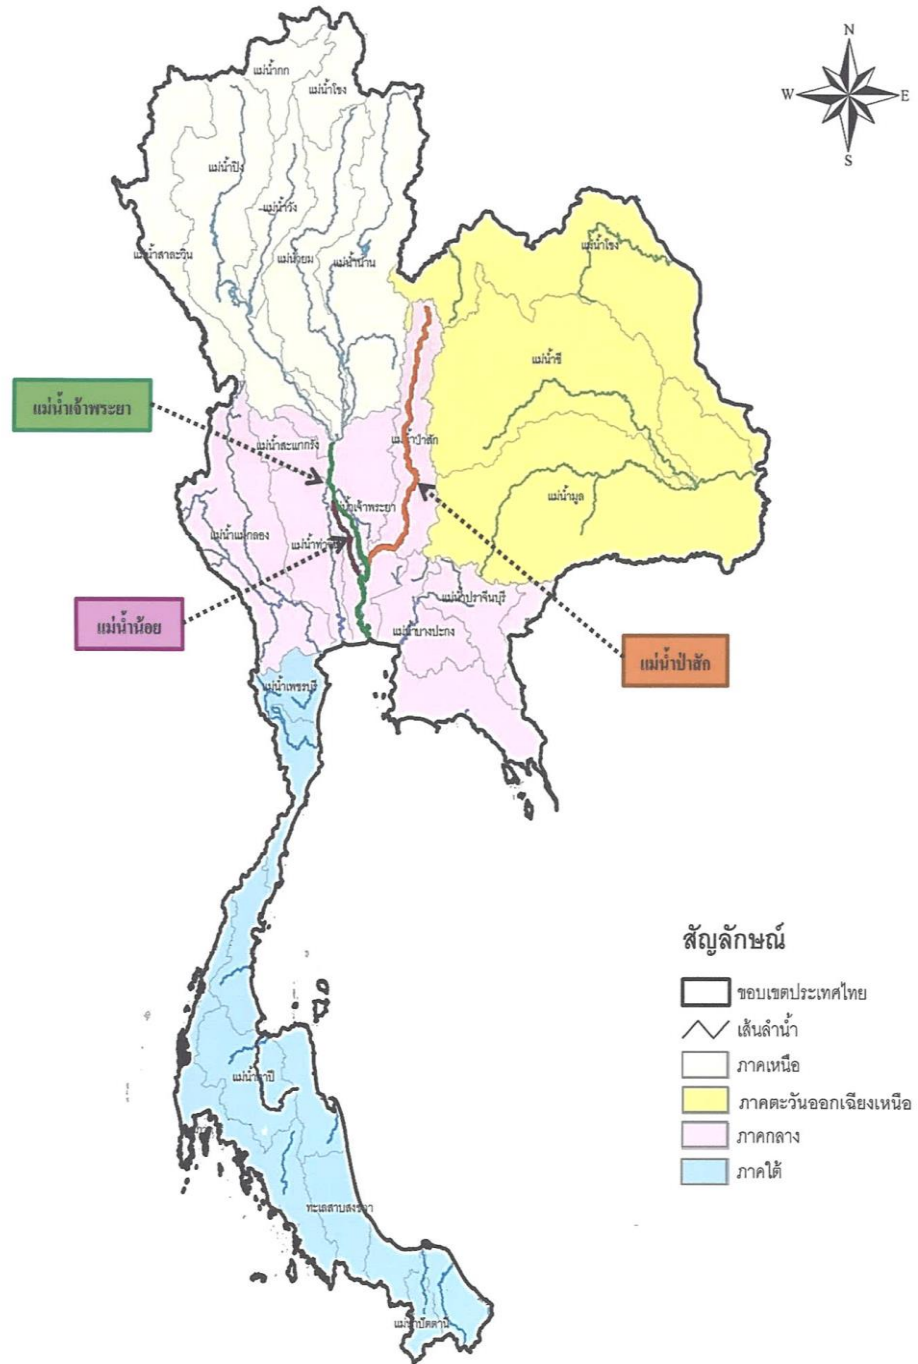 N
แม่น้ำกก
แม่น้ำโขง
W
E
S
แม่น้ำปิง
แม่น้ำวัง
แม่น้ำสาละวิน
แม่น้ำยม
แม่น้ำน่าน
แม่น้ำโขง
แม่น้ำชี
แม่น้ำเจ้าพระยา
แม่น้ำสะแกกรัง
แม่น้ำป่าสัก
แม่น้ำมูล
แม่น้ำเจ้าพระยา
แม่น้ำแม่กลอง
แม่น้ำปราจีนบุรี
แม่น้ำน้อย
แม่น้ำบางปะกง
แม่น้ำป่าสัก
แม่น้ำเพชรบุรี
สัญลักษณ์
ขอบเขตประเทศไทย
เส้นลำน้ำ
ภาคเหนือ
ภาคตะวันออกเฉียงเหนือ
ภาคกลาง
ภาคใต้
แม่น้ำตาปี
ทะเลสาบสงขลา
แม่น้ำปัตตานี